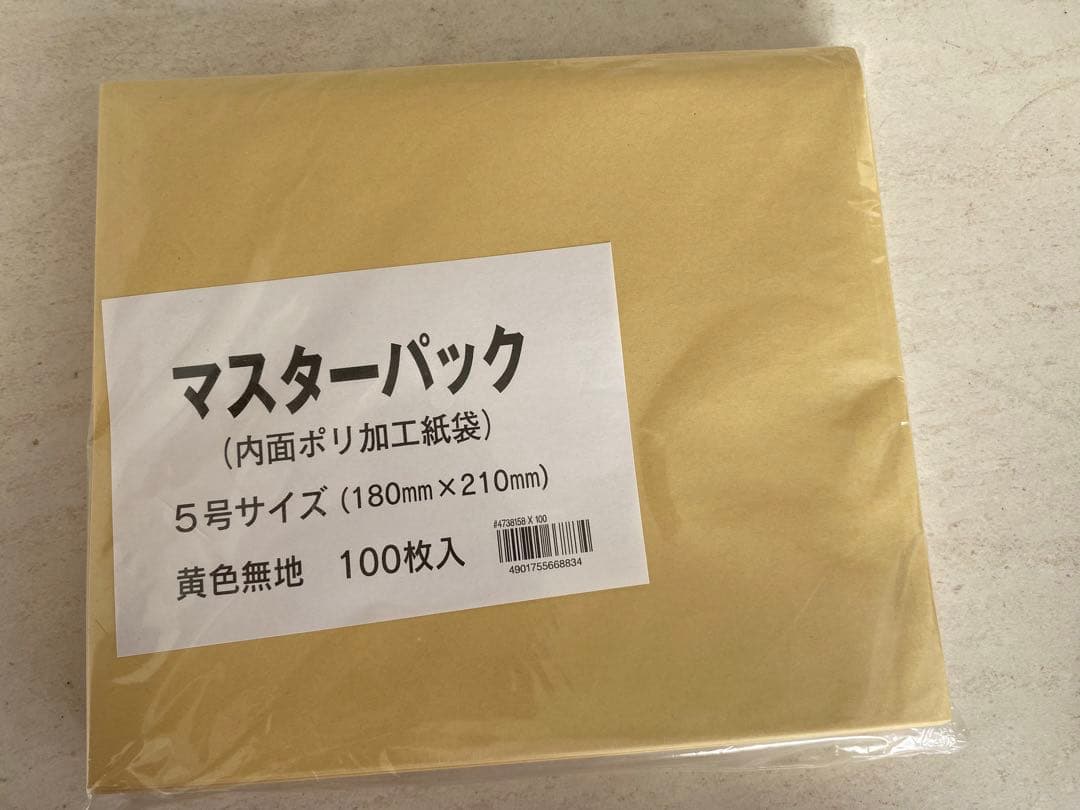 マスターパック
(内面ポリ加工紙袋)
5号サイズ(180㎜×210㎜)
#4738158 X 100
黄色無地 100枚入
4901755668834